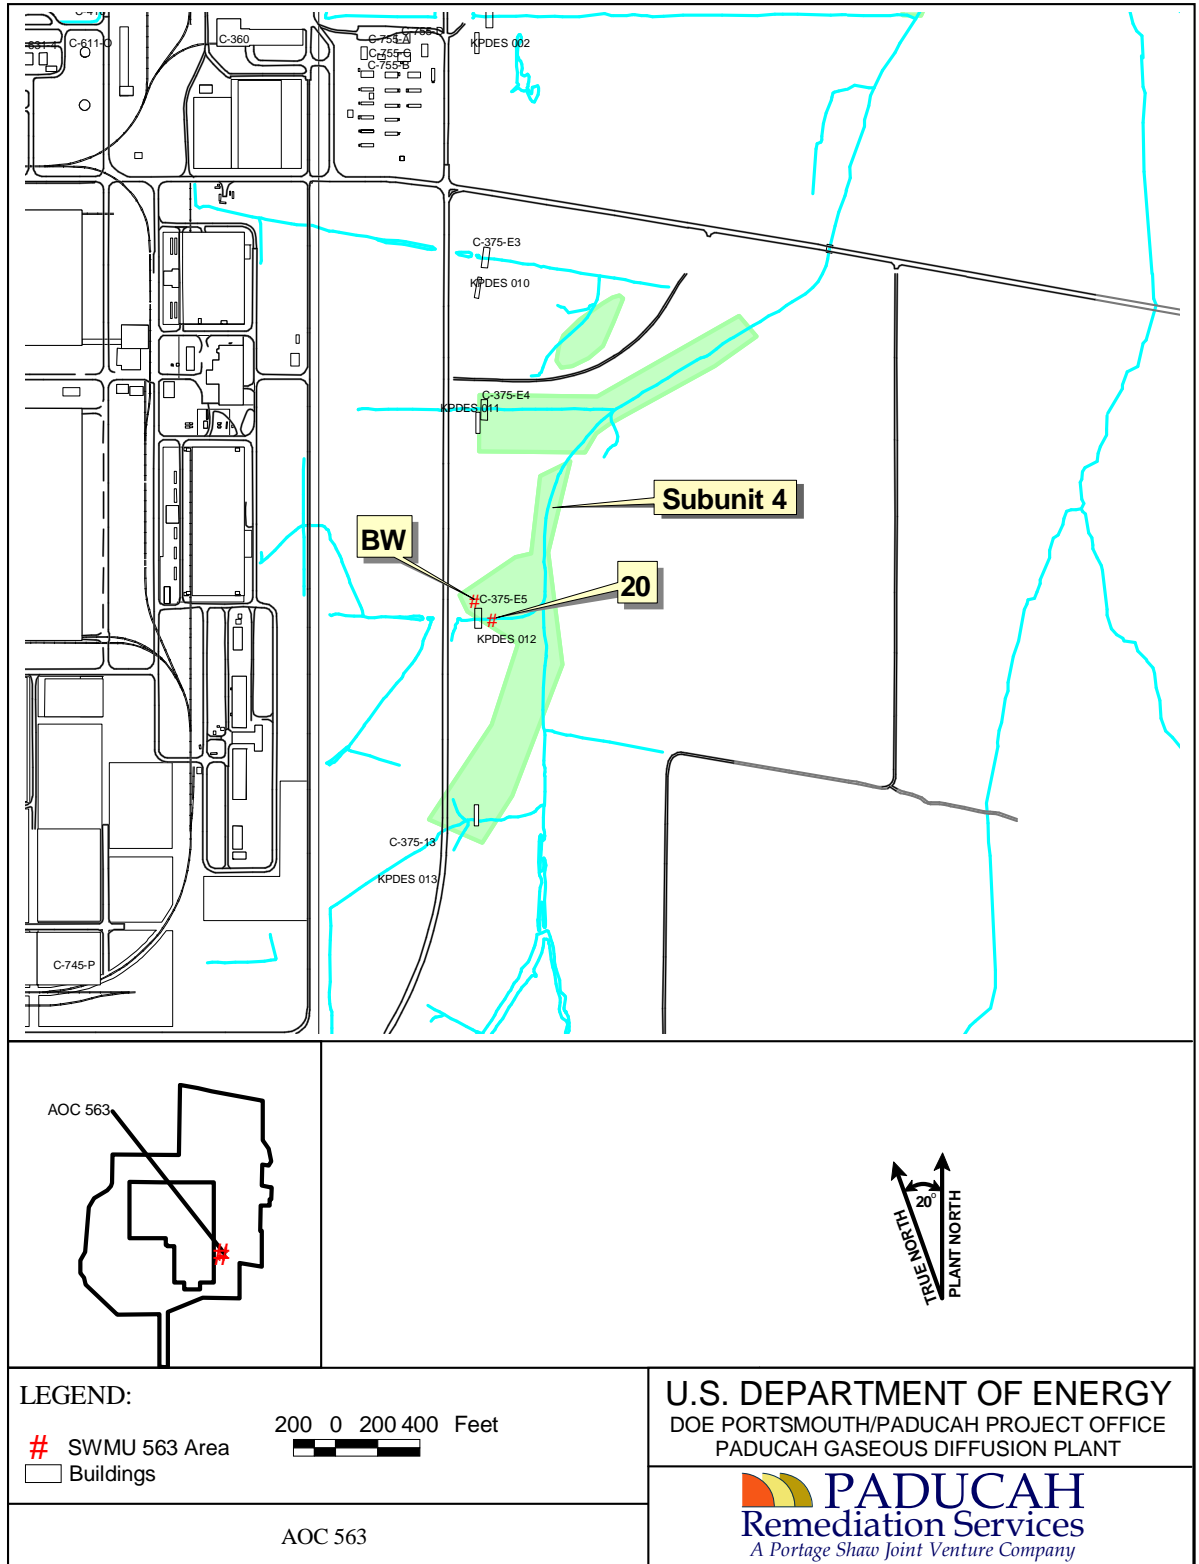 C-611-O
C-360
C-755-A
C-755-D
C-755-C
C-755-B
KPDES 002
C-375-E3
KPDES 010
C-375-E4
KPDES 011
Subunit 4
BW
20
C-375-E5
KPDES 012
C-375-13
KPDES 013
C-745-P
AOC 563
20°
TRUE NORTH
PLANT NORTH
LEGEND:
# SWMU 563 Area
Buildings
200 0 200 400 Feet
AOC 563
U.S. DEPARTMENT OF ENERGY
DOE PORTSMOUTH/PADUCAH PROJECT OFFICE
PADUCAH GASEOUS DIFFUSION PLANT
PADUCAH
Remediation Services
A Portage Shaw Joint Venture Company